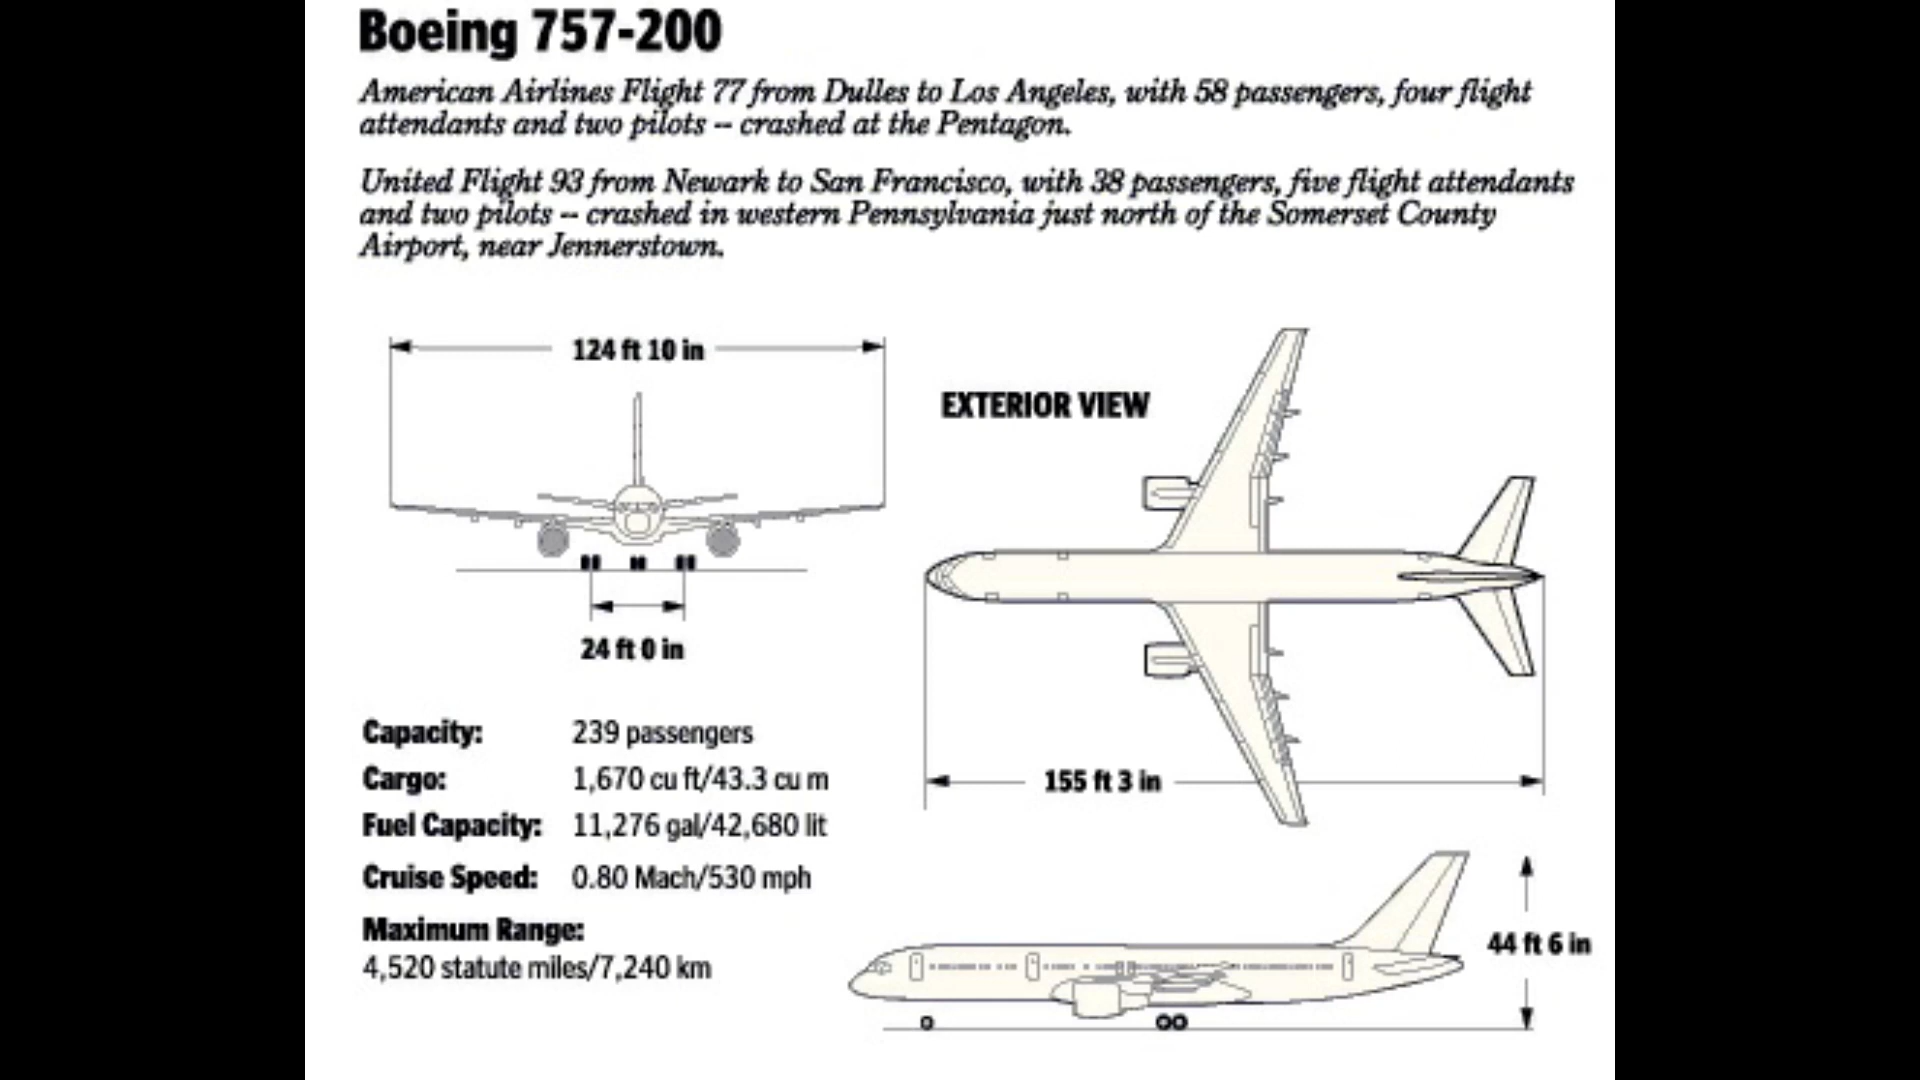 Boeing 757-200
American Airlines Flight 77 from Dulles to Los Angeles, with 58 passengers, four flight
attendants and two pilots -- crashed at the Pentagon.
United Flight 93 from Newark to San Francisco, with 38 passengers, five flight attendants
and two pilots -- crashed in western Pennsylvania just north of the Somerset County
Airport, near Jennerstown.
124 ft 10 in
EXTERIOR VIEW
24 ft 0 in
Capacity: 239 passengers
Cargo: 1,670 cu ft/43.3 cu m
Fuel Capacity: 11,276 gal/42,680 lit
Cruise Speed: 0.80 Mach/530 mph
Maximum Range:
4,520 statute miles/7,240 km
155 ft 3 in
44 ft 6 in